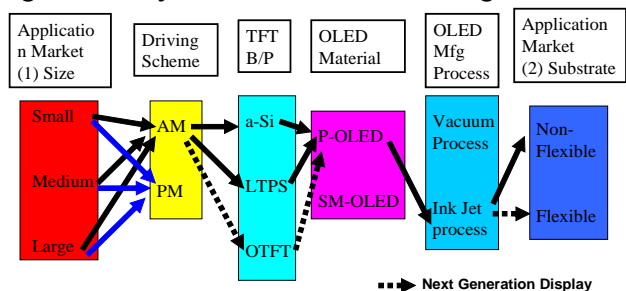 Applicatio
n Market
(1) Size
Driving
Scheme
TFT
B/P
OLED
Material
OLED
Mfg
Process
Application
Market
(2) Substrate
Small
Medium
Large
AM
PM
a-Si
LTPS
OTFT
P-OLED
SM-OLED
Vacuum
Process
Ink Jet
process
Non-
Flexible
Flexible
Next Generation Display